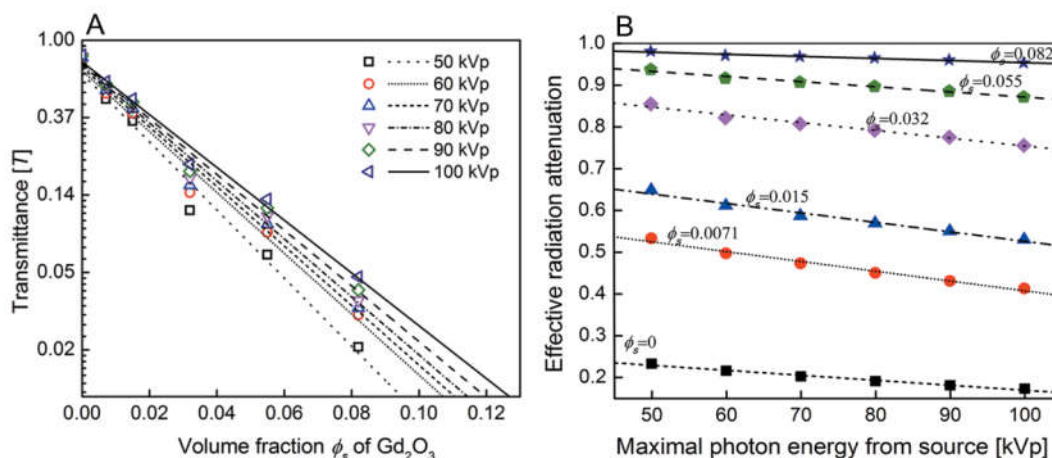 A
Transmittance [T]
1.00
0.37
0.14
0.05
0.02
50 kVp
60 kVp
70 kVp
80 kVp
90 kVp
100 kVp
0.00 0.02 0.04 0.06 0.08 0.10 0.12
Volume fraction ϕs of Gd2O3
B
Effective radiation attenuation
1.0
0.9
0.8
0.7
0.6
0.5
0.4
0.3
0.2
ϕs=0.082
ϕs=0.055
ϕs=0.032
ϕs=0.015
ϕs=0.0071
ϕs=0
50 60 70 80 90 100
Maximal photon energy from source [kVp]